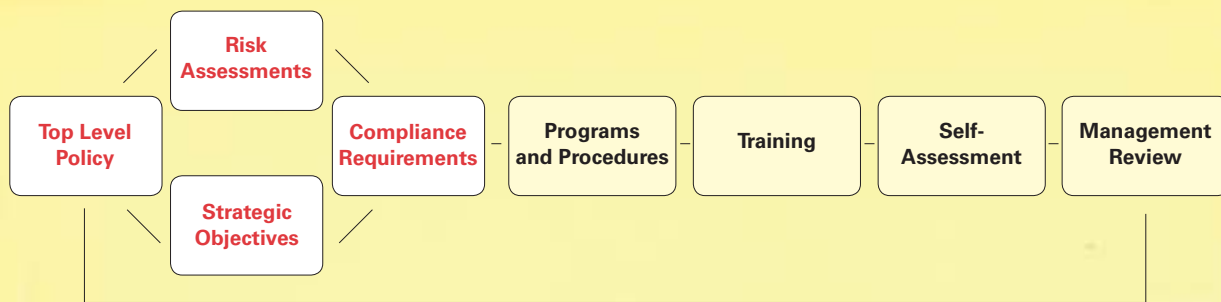 Risk
Assessments
Top Level
Policy
Compliance
Requirements
Programs
and Procedures
Training
Self-
Assessment
Management
Review
Strategic
Objectives